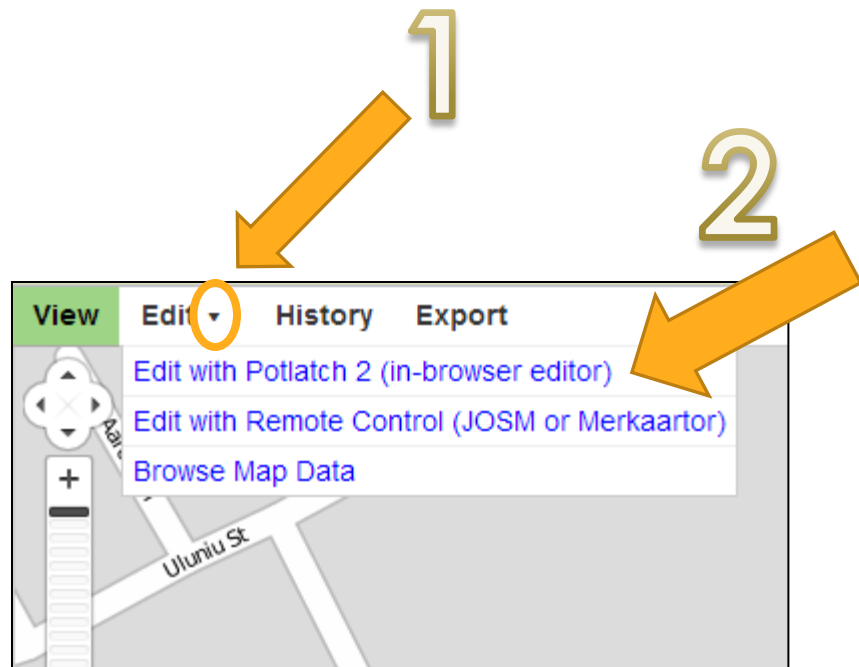 1
2
View Edit History Export
Edit with Potlatch 2 (in-browser editor)
Edit with Remote Control (JOSM or Merkaartor)
Browse Map Data
+
Uluniu St